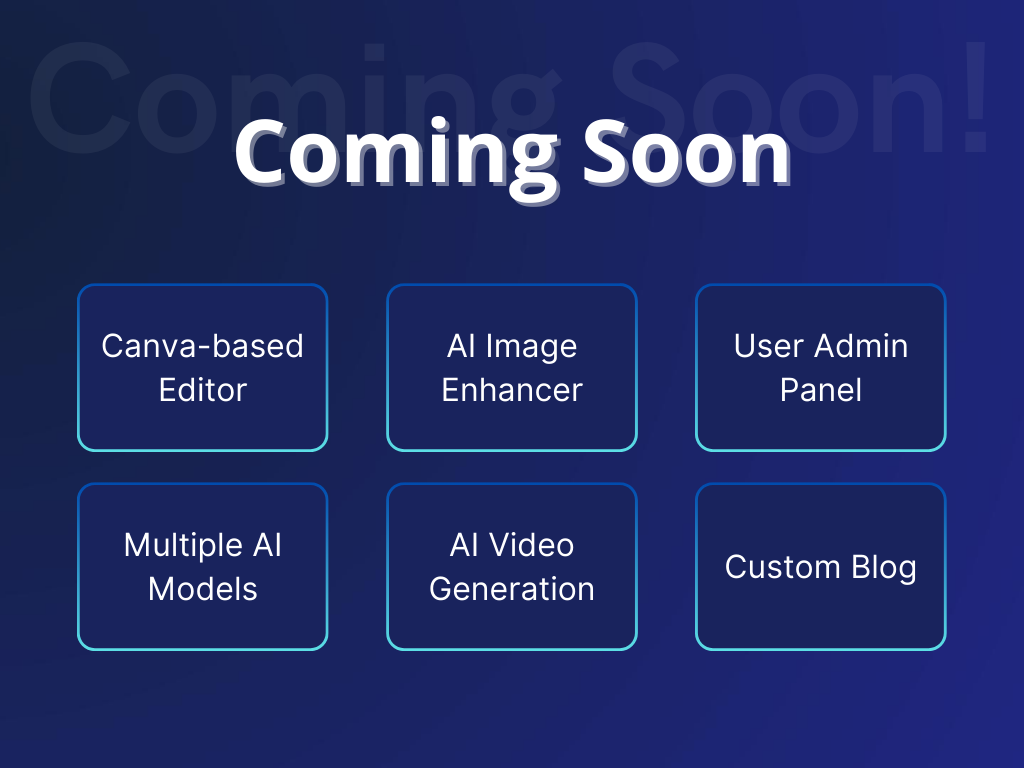 Coming Soon!
Coming Soon
Canva-based
Editor
AI Image
Enhancer
User Admin
Panel
Multiple AI
Models
AI Video
Generation
Custom Blog